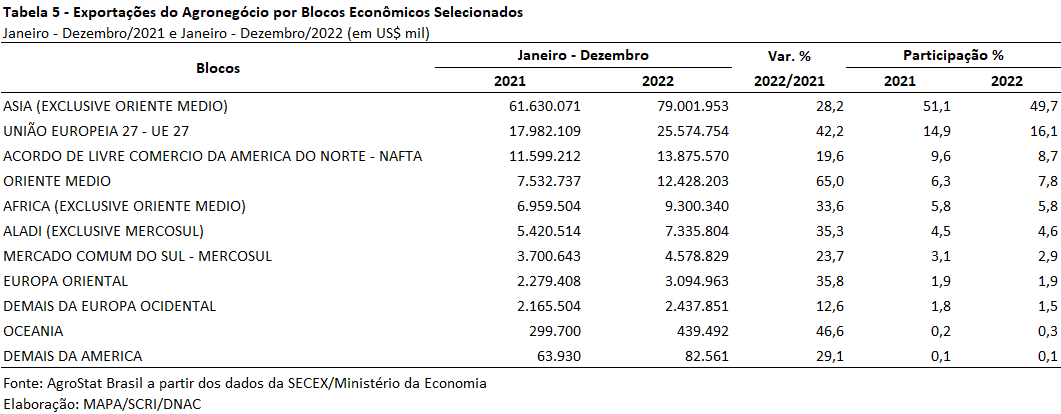 Tabela 5 - Exportações do Agronegócio por Blocos Econômicos Selecionados
Janeiro - Dezembro/2021 e Janeiro - Dezembro/2022 (em US$ mil)
Blocos Janeiro - Dezembro Var. % Participação %
2021 2022 2022/2021 2021 2022
ASIA (EXCLUSIVE ORIENTE MEDIO) 61.630.071 79.001.953 28,2 51,1 49,7
UNIÃO EUROPEIA 27 - UE 27 17.982.109 25.574.754 42,2 14,9 16,1
ACORDO DE LIVRE COMERCIO DA AMERICA DO NORTE - NAFTA 11.599.212 13.875.570 19,6 9,6 8,7
ORIENTE MEDIO 7.532.737 12.428.203 65,0 6,3 7,8
AFRICA (EXCLUSIVE ORIENTE MEDIO) 6.959.504 9.300.340 33,6 5,8 5,8
ALADI (EXCLUSIVE MERCOSUL) 5.420.514 7.335.804 35,3 4,5 4,6
MERCADO COMUM DO SUL - MERCOSUL 3.700.643 4.578.829 23,7 3,1 2,9
EUROPA ORIENTAL 2.279.408 3.094.963 35,8 1,9 1,9
DEMAIS DA EUROPA OCIDENTAL 2.165.504 2.437.851 12,6 1,8 1,5
OCEANIA 299.700 439.492 46,6 0,2 0,3
DEMAIS DA AMERICA 63.930 82.561 29,1 0,1 0,1
Fonte: AgroStat Brasil a partir dos dados da SECEX/Ministério da Economia
Elaboração: MAPA/SCRI/DNAC